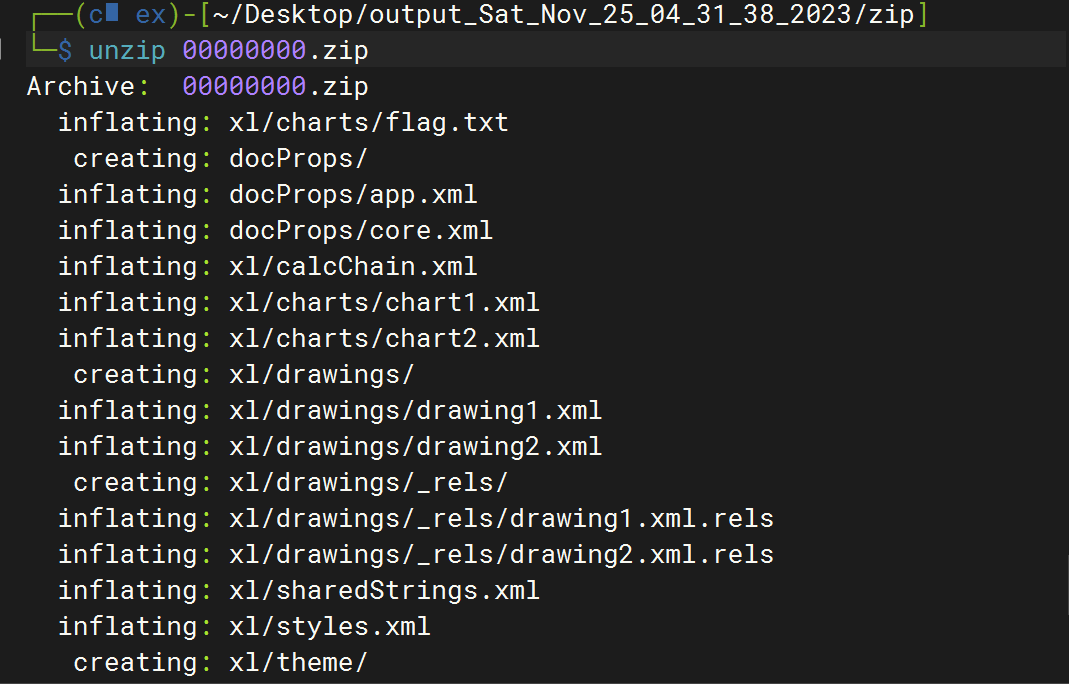 ┌──(c■ ex)-[~/Desktop/output_Sat_Nov_25_04_31_38_2023/zip]
└─$ unzip 00000000.zip
Archive:  00000000.zip
  inflating: xl/charts/flag.txt
   creating: docProps/
  inflating: docProps/app.xml
  inflating: docProps/core.xml
  inflating: xl/calcChain.xml
  inflating: xl/charts/chart1.xml
  inflating: xl/charts/chart2.xml
   creating: xl/drawings/
  inflating: xl/drawings/drawing1.xml
  inflating: xl/drawings/drawing2.xml
   creating: xl/drawings/_rels/
  inflating: xl/drawings/_rels/drawing1.xml.rels
  inflating: xl/drawings/_rels/drawing2.xml.rels
  inflating: xl/sharedStrings.xml
  inflating: xl/styles.xml
   creating: xl/theme/